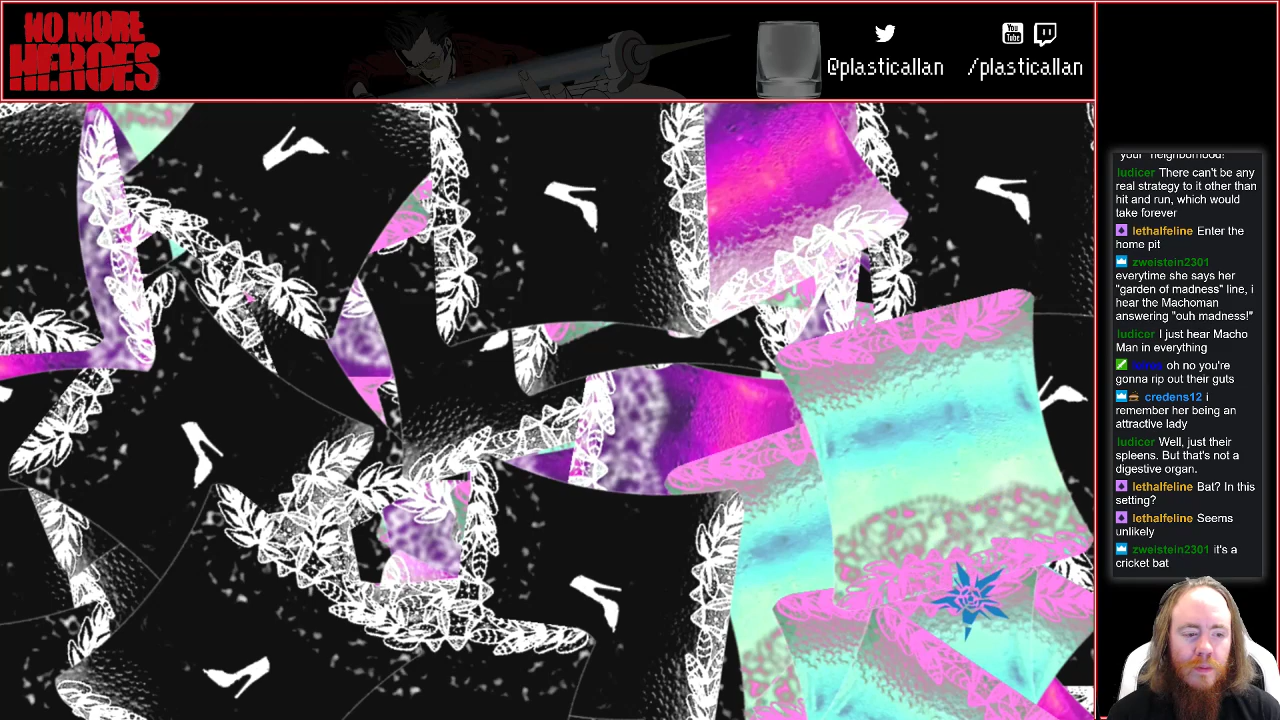 NO MORE
HEROES
You
Tube
@plasticallan
/plasticallan
your "neighborhood!"
ludicer There can't be any
real strategy to it other than
hit and run, which would
take forever
lethalfeline Enter the
home pit
zweistein2301
everytime she says her
"garden of madness" line, i
hear the Machoman
answering "ouh madness!"
ludicer I just hear Macho
Man in everything
oh no you're
gonna rip out their guts
credens12 i
remember her being an
attractive lady
ludicer Well, just their
spleens. But that's not a
digestive organ.
lethalfeline Bat? In this
setting?
lethalfeline Seems
unlikely
zweistein2301 it's a
cricket bat